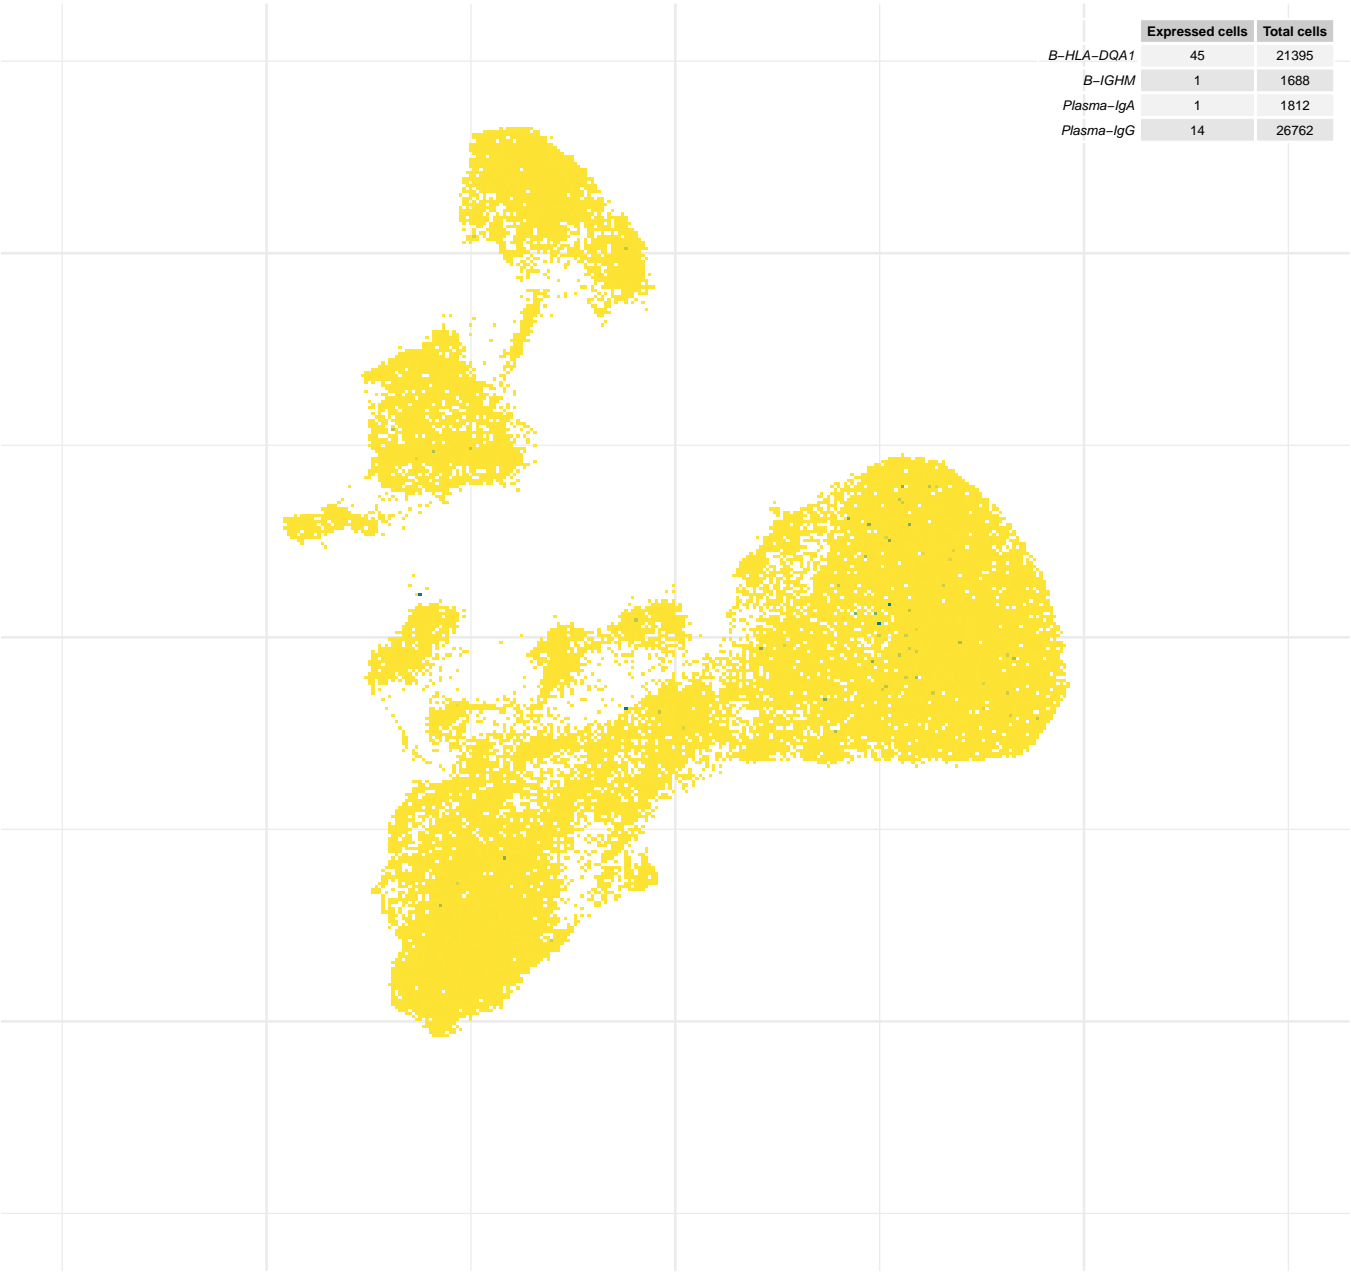 Expressed cells Total cells
B−HLA−DQA1 45 21395
B−IGHM 1 1688
Plasma−IgA 1 1812
Plasma−IgG 14 26762